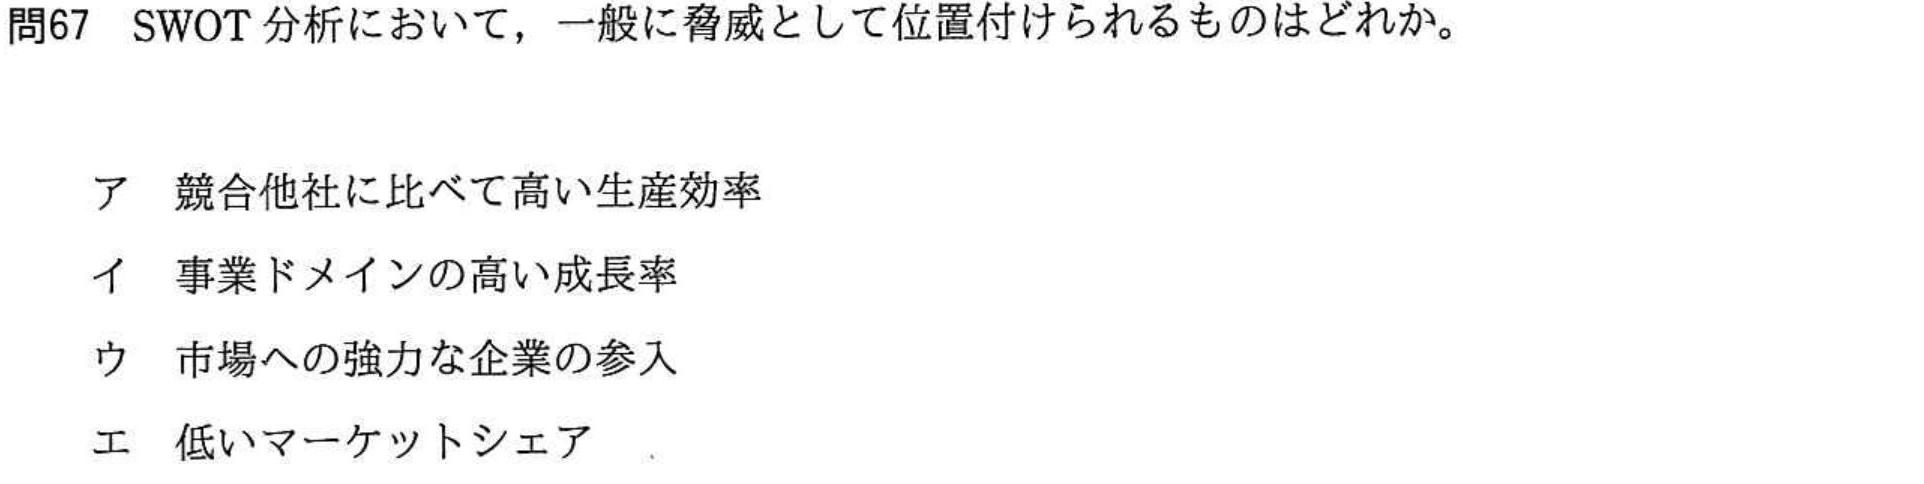 問67　SWOT 分析において，一般に脅威として位置付けられるものはどれか。
ア　競合他社に比べて高い生産効率
イ　事業ドメインの高い成長率
ウ　市場への強力な企業の参入
エ　低いマーケットシェア